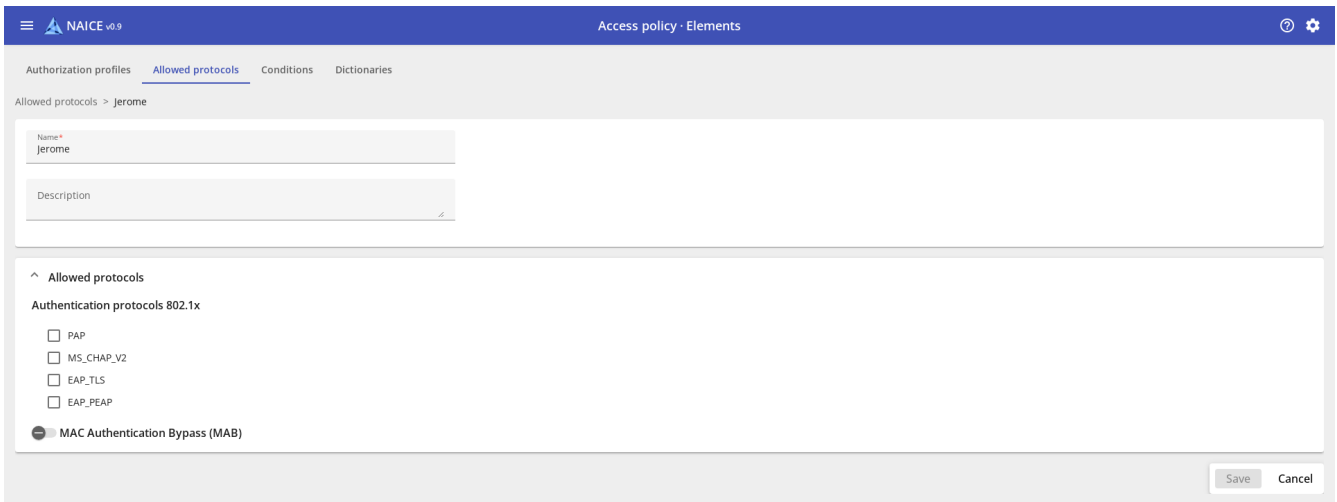 NAICE v0.9
Access policy · Elements
Authorization profiles Allowed protocols Conditions Dictionaries
Allowed protocols > Jerome
Name*
Jerome
Description
Allowed protocols
Authentication protocols 802.1x
PAP
MS_CHAP_V2
EAP_TLS
EAP_PEAP
MAC Authentication Bypass (MAB)
Save Cancel